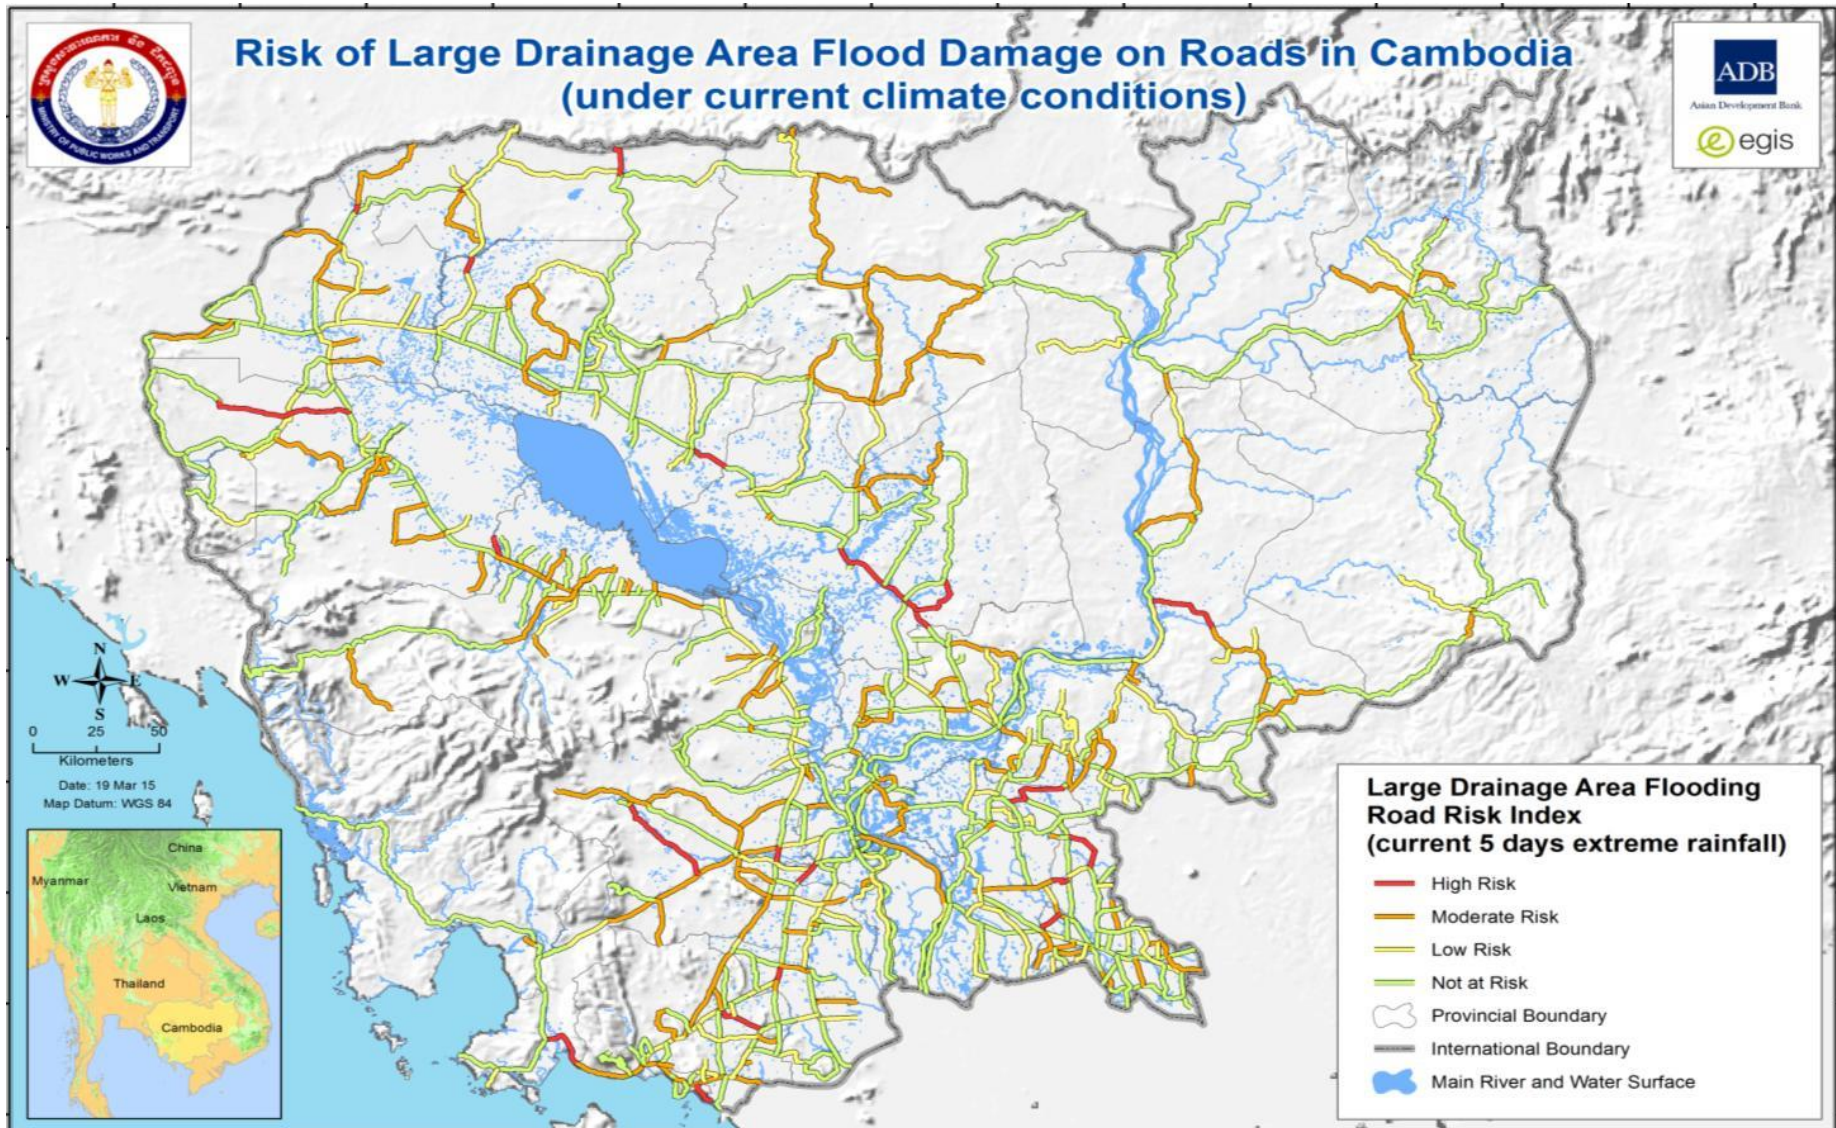 Risk of Large Drainage Area Flood Damage on Roads in Cambodia
(under current climate conditions)
MINISTRY OF PUBLIC WORKS AND TRANSPORT
ADB
Asian Development Bank
egis
N
W E
S
0 25 50
Kilometers
Date: 19 Mar 15
Map Datum: WGS 84
China
Myanmar
Vietnam
Laos
Thailand
Cambodia
Large Drainage Area Flooding
Road Risk Index
(current 5 days extreme rainfall)
High Risk
Moderate Risk
Low Risk
Not at Risk
Provincial Boundary
International Boundary
Main River and Water Surface